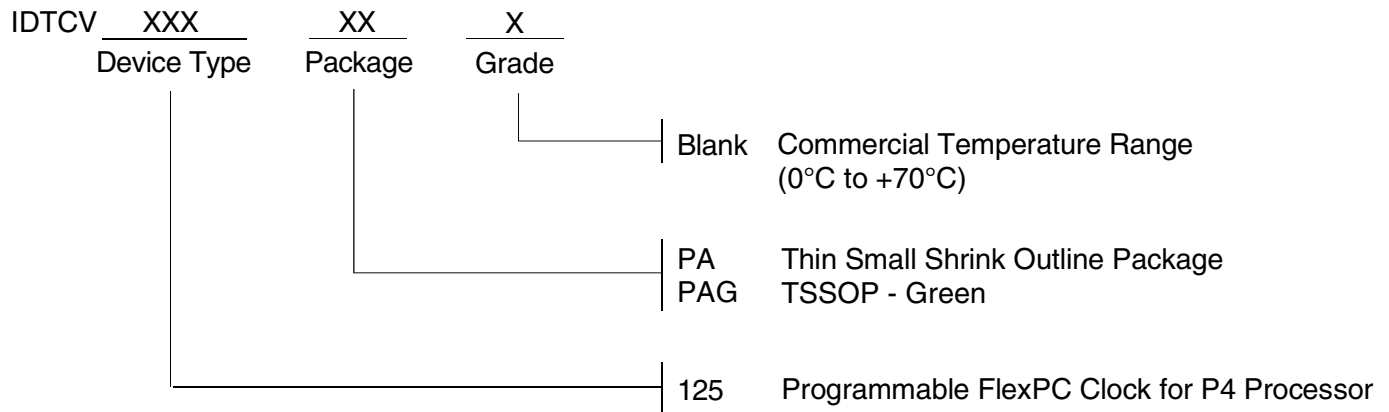 IDTCV XXX XX X
Device Type Package Grade
Blank Commercial Temperature Range
(0°C to +70°C)
PA Thin Small Shrink Outline Package
PAG TSSOP - Green
125 Programmable FlexPC Clock for P4 Processor